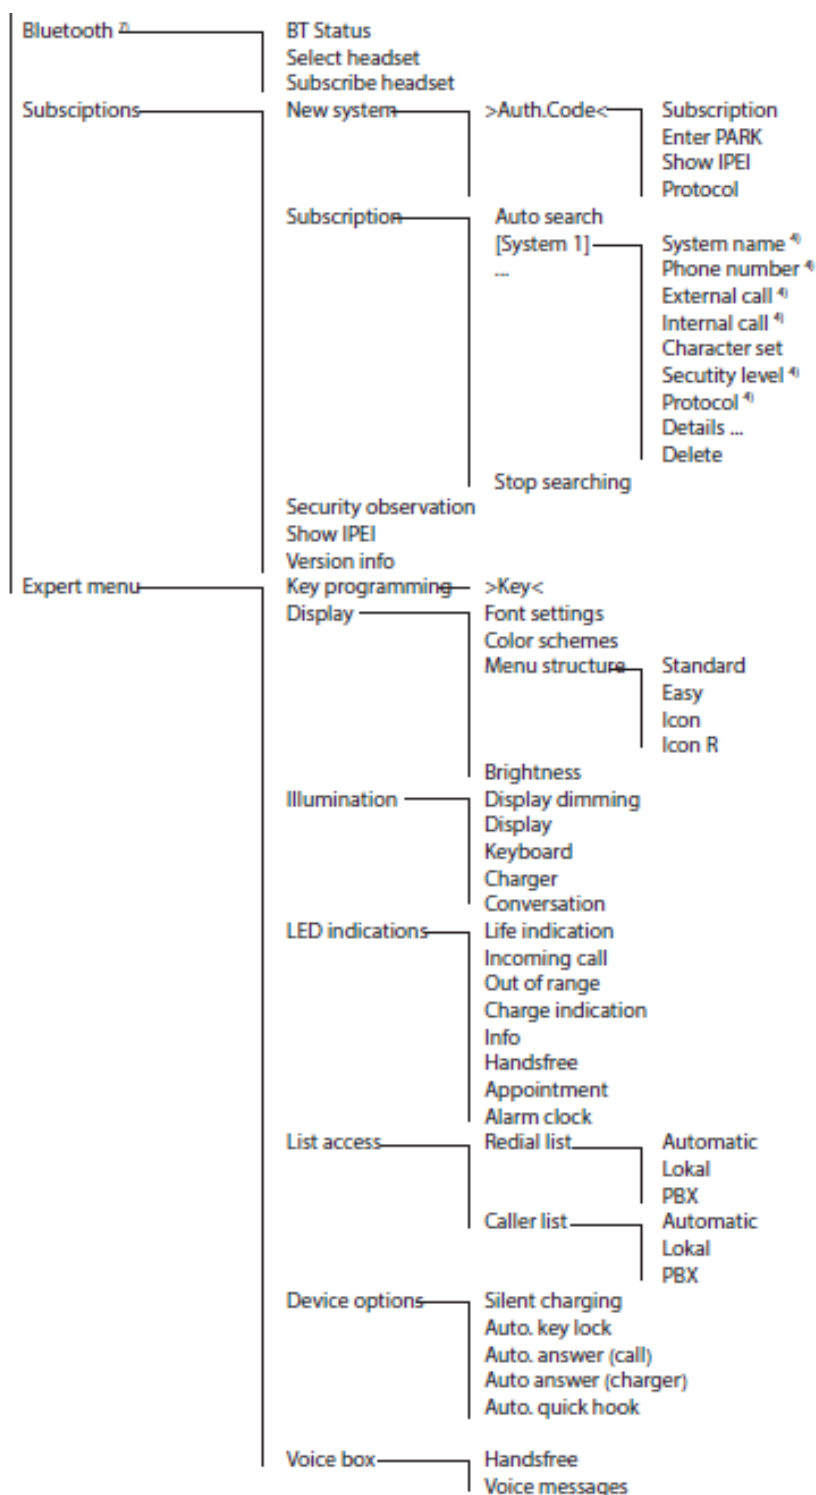 Bluetooth 7) BT Status
Select headset
Subscribe headset
Subsciptions New system >Auth.Code< Subscription
Enter PARK
Show IPEI
Protocol
Subscription Auto search
[System 1] System name 4)
... Phone number 4)
External call 4)
Internal call 4)
Character set
Secutity level 4)
Protocol 4)
Details ...
Delete
Stop searching
Security observation
Show IPEI
Version info
Expert menu Key programming >Key<
Display Font settings
Color schemes
Menu structure Standard
Easy
Icon
Icon R
Brightness
Illumination Display dimming
Display
Keyboard
Charger
Conversation
LED indications Life indication
Incoming call
Out of range
Charge indication
Info
Handsfree
Appointment
Alarm clock
List access Redial list Automatic
Lokal
PBX
Caller list Automatic
Lokal
PBX
Device options Silent charging
Auto. key lock
Auto. answer (call)
Auto answer (charger)
Auto. quick hook
Voice box Handsfree
Voice messages